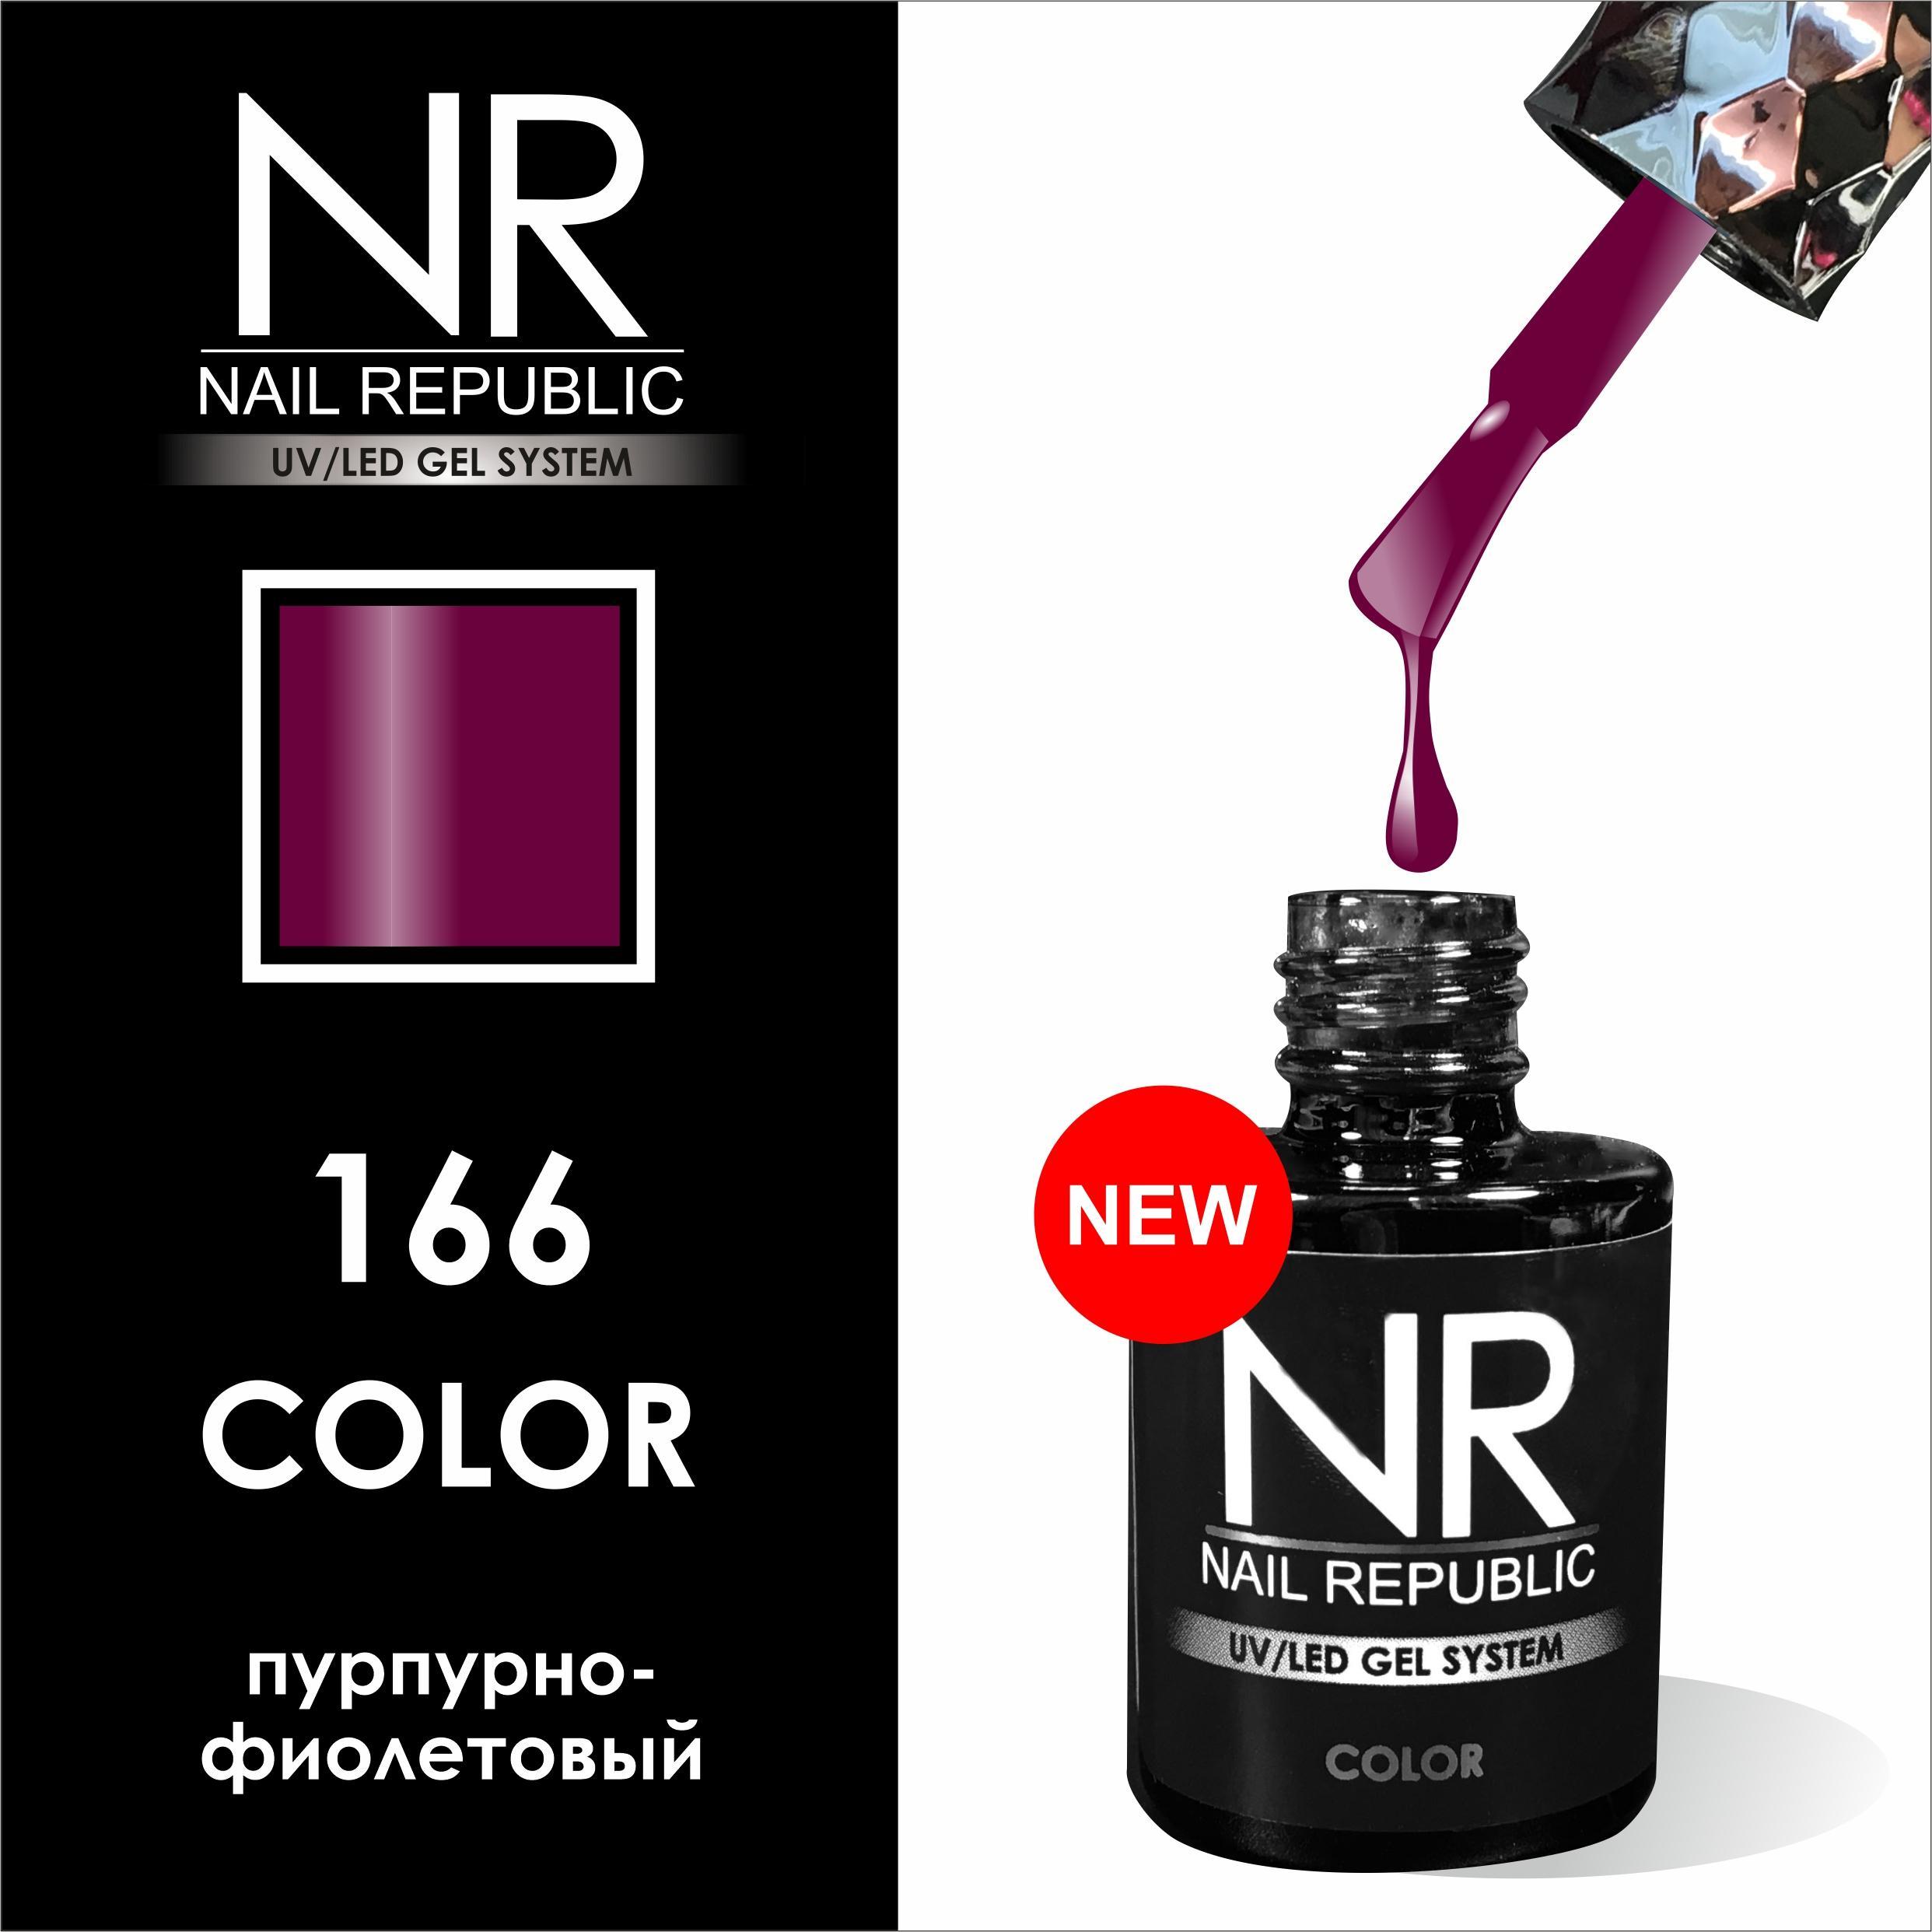 NR
NAIL REPUBLIC
UV/LED GEL SYSTEM
166
COLOR
пурпурно-
фиолетовый
NEW
NR
NAIL REPUBLIC
UV/LED GEL SYSTEM
COLOR